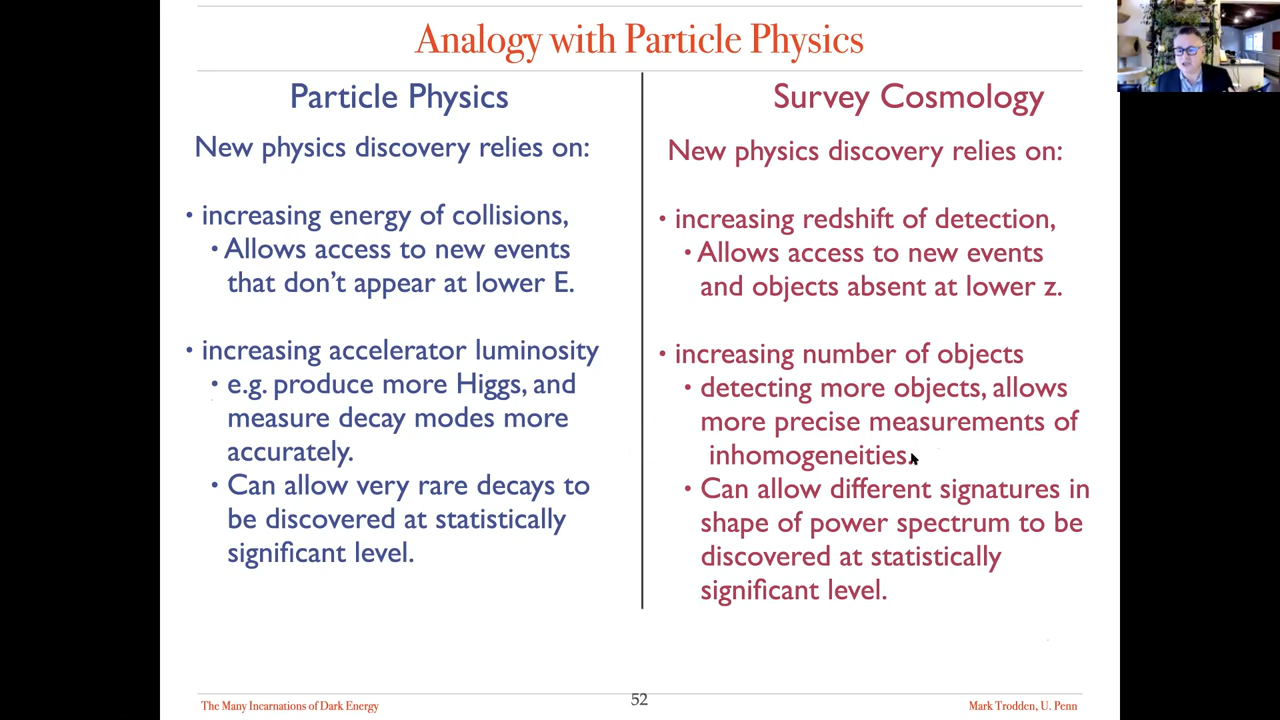 Analogy with Particle Physics
Particle Physics
New physics discovery relies on:
• increasing energy of collisions,
• Allows access to new events
that don’t appear at lower E.
• increasing accelerator luminosity
• e.g. produce more Higgs, and
measure decay modes more
accurately.
• Can allow very rare decays to
be discovered at statistically
significant level.
Survey Cosmology
New physics discovery relies on:
• increasing redshift of detection,
• Allows access to new events
and objects absent at lower z.
• increasing number of objects
• detecting more objects, allows
more precise measurements of
inhomogeneities.
• Can allow different signatures in
shape of power spectrum to be
discovered at statistically
significant level.
The Many Incarnations of Dark Energy
52
Mark Trodden, U. Penn